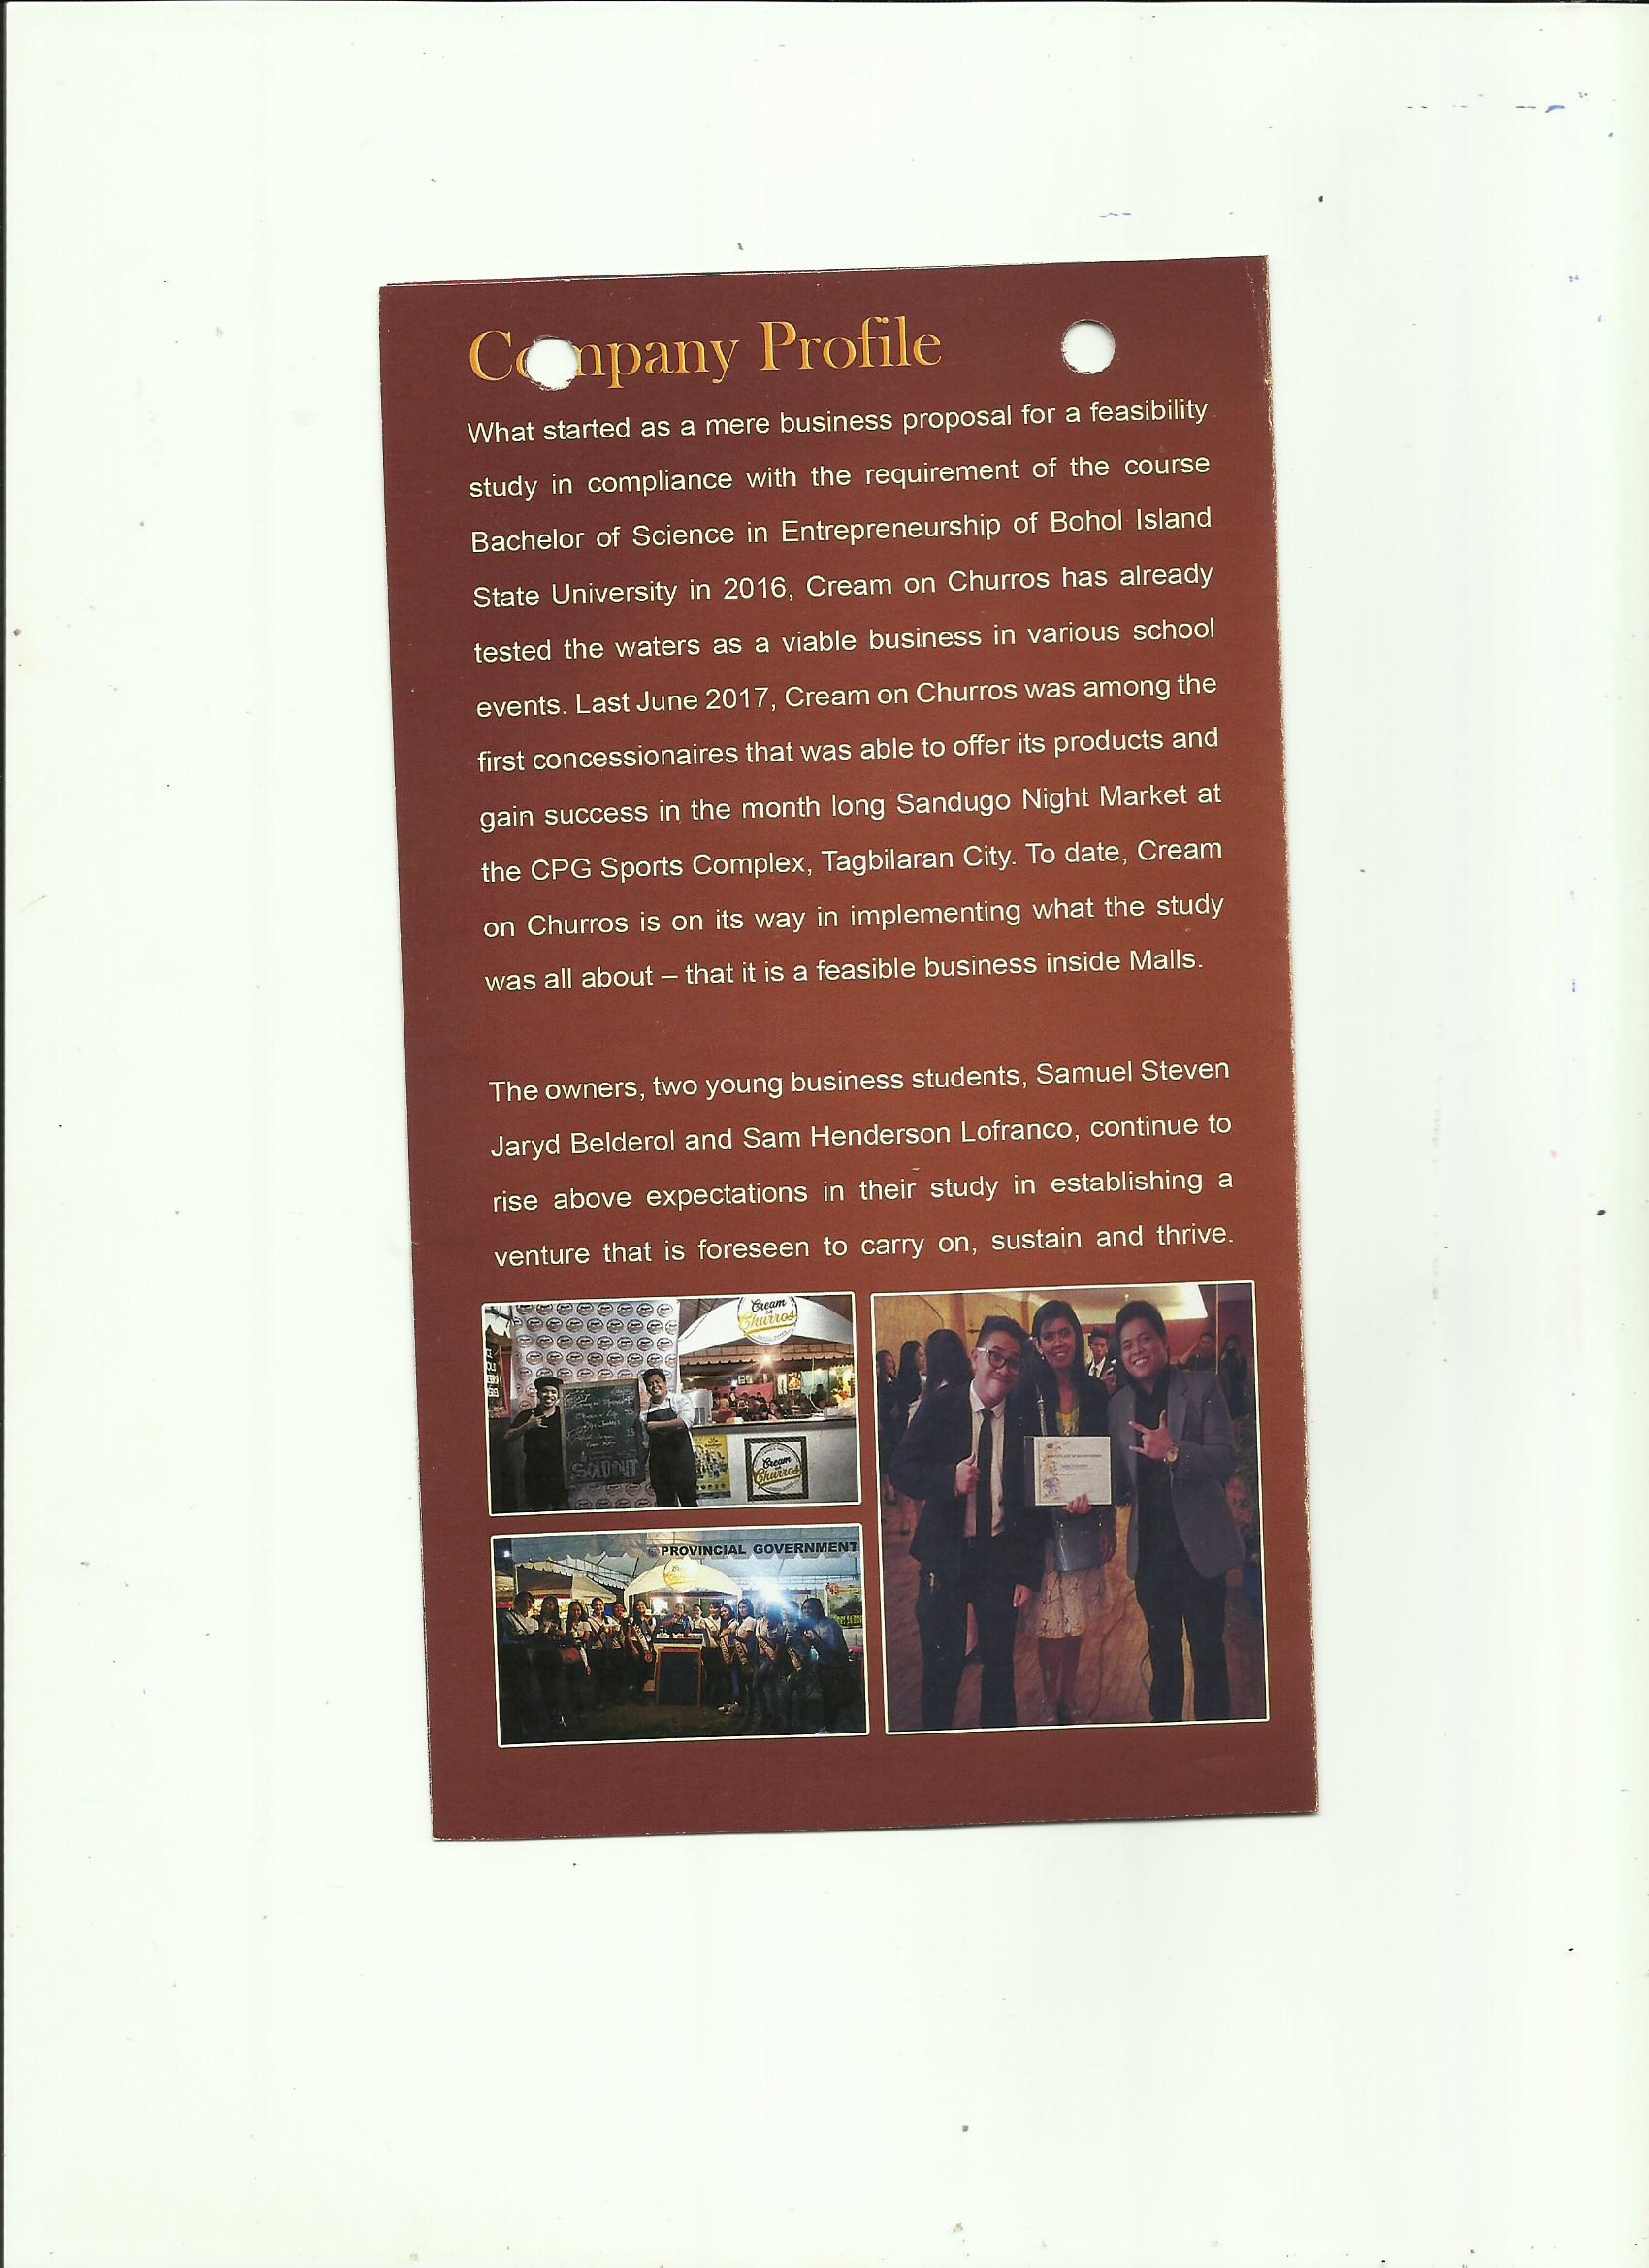 Company Profile
What started as a mere business proposal for a feasibility
study in compliance with the requirement of the course
Bachelor of Science in Entrepreneurship of Bohol Island
State University in 2016, Cream on Churros has already
tested the waters as a viable business in various school
events. Last June 2017, Cream on Churros was among the
first concessionaires that was able to offer its products and
gain success in the month long Sandugo Night Market at
the CPG Sports Complex, Tagbilaran City. To date, Cream
on Churros is on its way in implementing what the study
was all about – that it is a feasible business inside Malls.
The owners, two young business students, Samuel Steven
Jaryd Belderol and Sam Henderson Lofranco, continue to
rise above expectations in their study in establishing a
venture that is foreseen to carry on, sustain and thrive.
Cream
on
Churros
SOLD OUT
Cream
on
Churros
PROVINCIAL GOVERNMENT